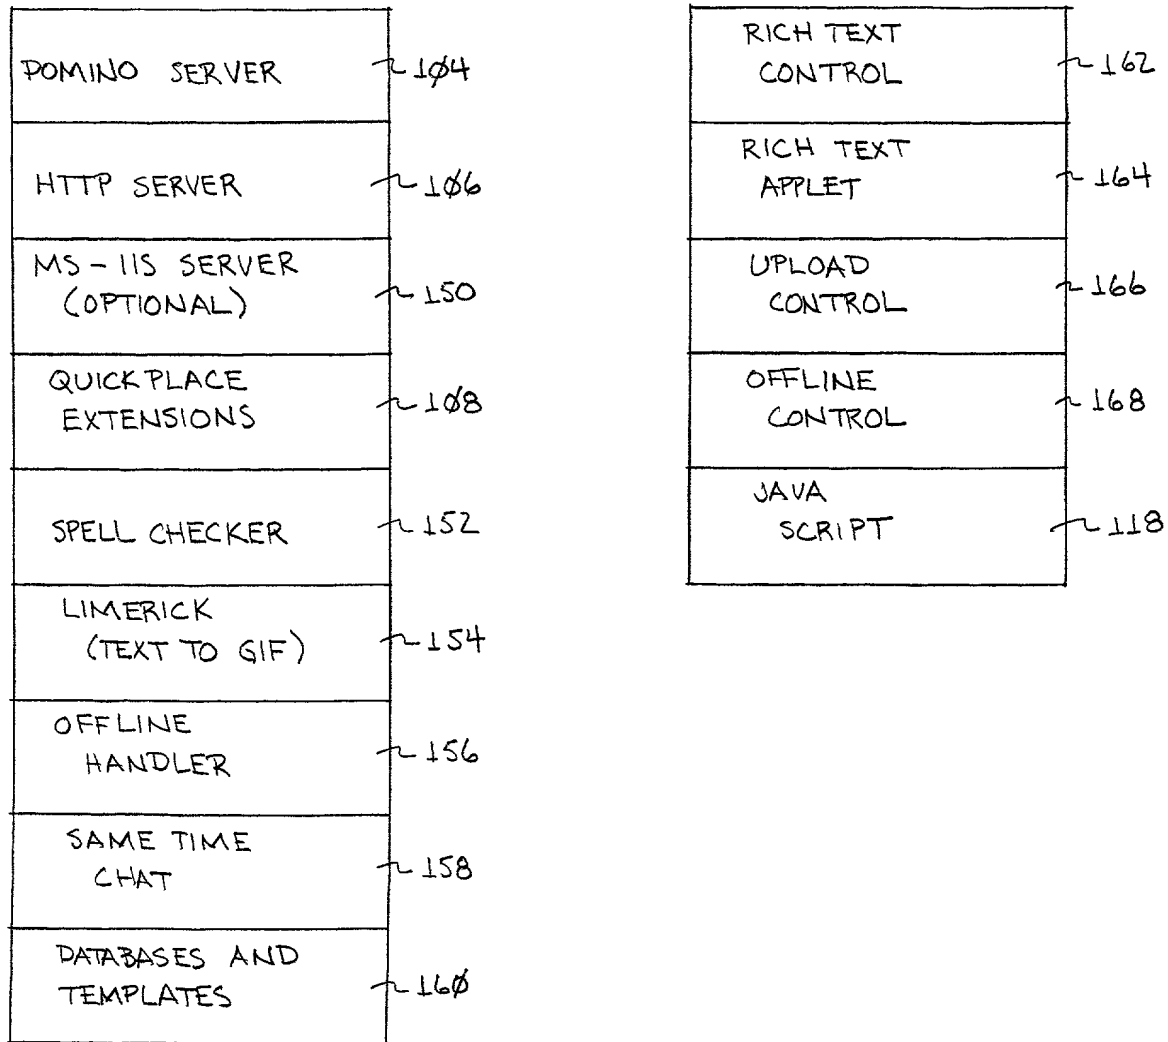 DOMINO SERVER 104
HTTP SERVER 106
MS-IIS SERVER
(OPTIONAL) 150
QUICKPLACE
EXTENSIONS 108
SPELL CHECKER 152
LIMERICK
(TEXT TO GIF) 154
OFFLINE
HANDLER 156
SAME TIME
CHAT 158
DATABASES AND
TEMPLATES 160
RICH TEXT
CONTROL 162
RICH TEXT
APPLET 164
UPLOAD
CONTROL 166
OFFLINE
CONTROL 168
JAVA
SCRIPT 118